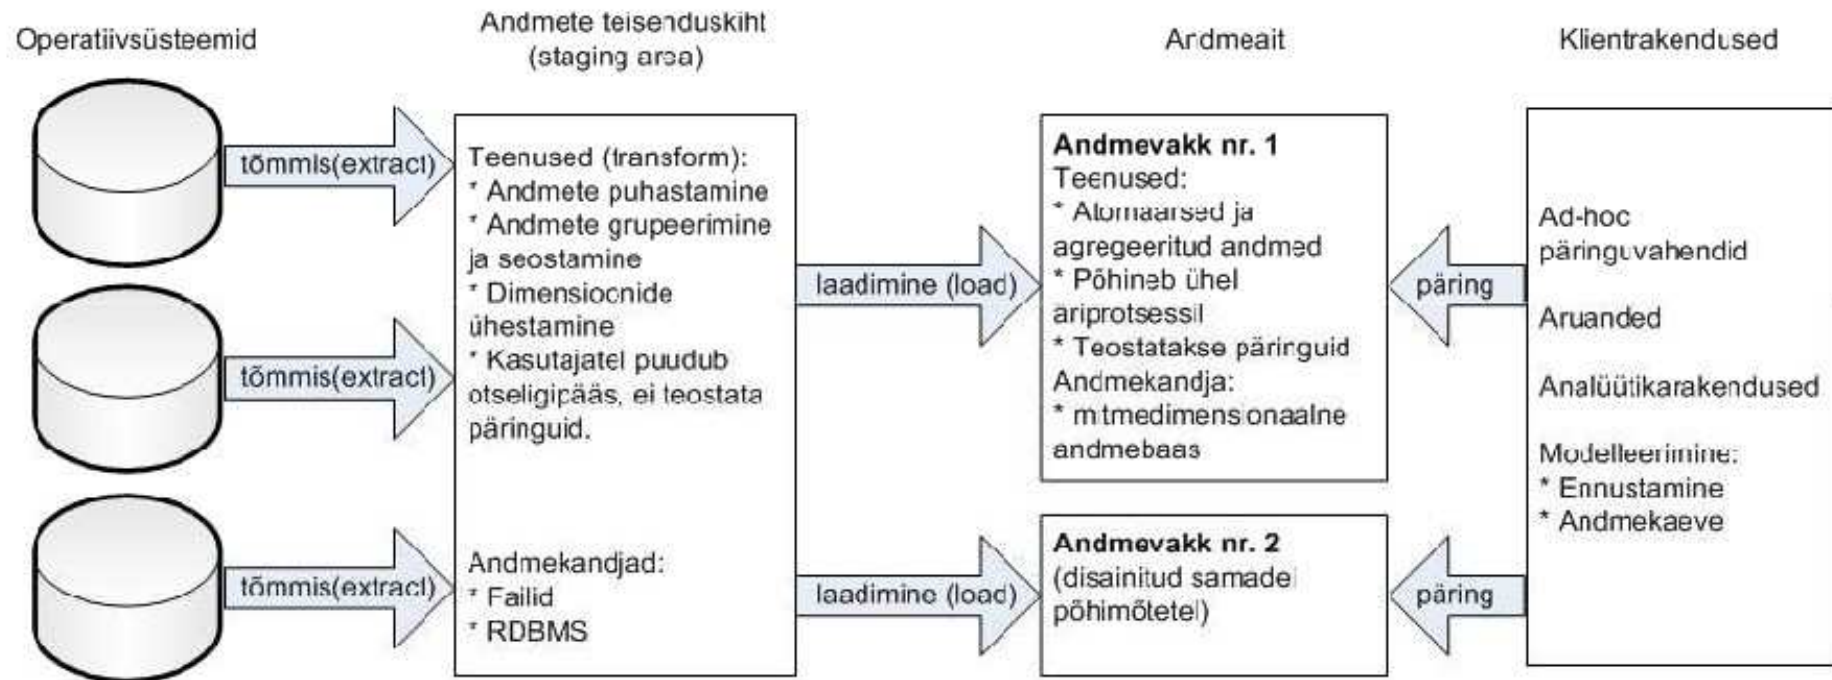 Operatiivsüsteemid
Andmete teisenduskiht
(staging area)
Andmeait
Klientrakendused
tõmmis(extract)
tõmmis(extract)
tõmmis(extract)
Teenused (transform):
* Andmete puhastamine
* Andmete grupeerimine
ja seostamine
* Dimensioonide
ühestamine
* Kasutajatel puudub
otseligipääs, ei teostata
päringuid.
Andmekandjad:
* Failid
* RDBMS
laadimine (load)
laadimine (load)
Andmevakk nr. 1
Teenused:
* Atomaarsed ja
agregeeritud andmed
* Põhineb ühel
äriprotsessil
* Teostatakse päringuid
Andmekandja:
* mitmedimensionaalne
andmebaas
Andmevakk nr. 2
(disainitud samadel
põhimõtetel)
päring
päring
Ad-hoc
päringuvahendid
Aruanded
Analüütikarakendused
Modelleerimine:
* Ennustamine
* Andmekaeve